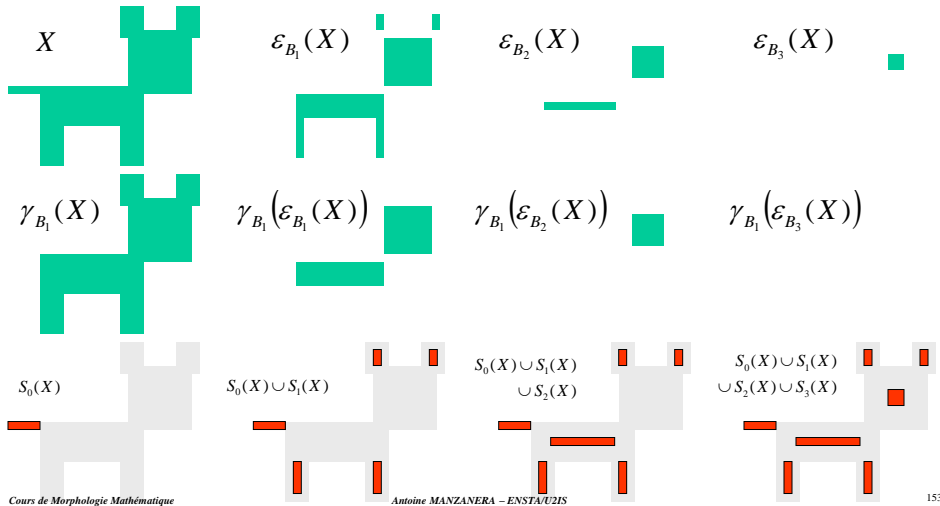 X ε_{B_1}(X) ε_{B_2}(X) ε_{B_3}(X)
γ_{B_1}(X) γ_{B_1}(ε_{B_1}(X)) γ_{B_1}(ε_{B_2}(X)) γ_{B_1}(ε_{B_3}(X))
S_0(X)
S_0(X) ∪ S_1(X)
S_0(X) ∪ S_1(X)
∪ S_2(X)
S_0(X) ∪ S_1(X)
∪ S_2(X) ∪ S_3(X)
Cours de Morphologie Mathématique Antoine MANZANERA – ENSTA/U2IS 153